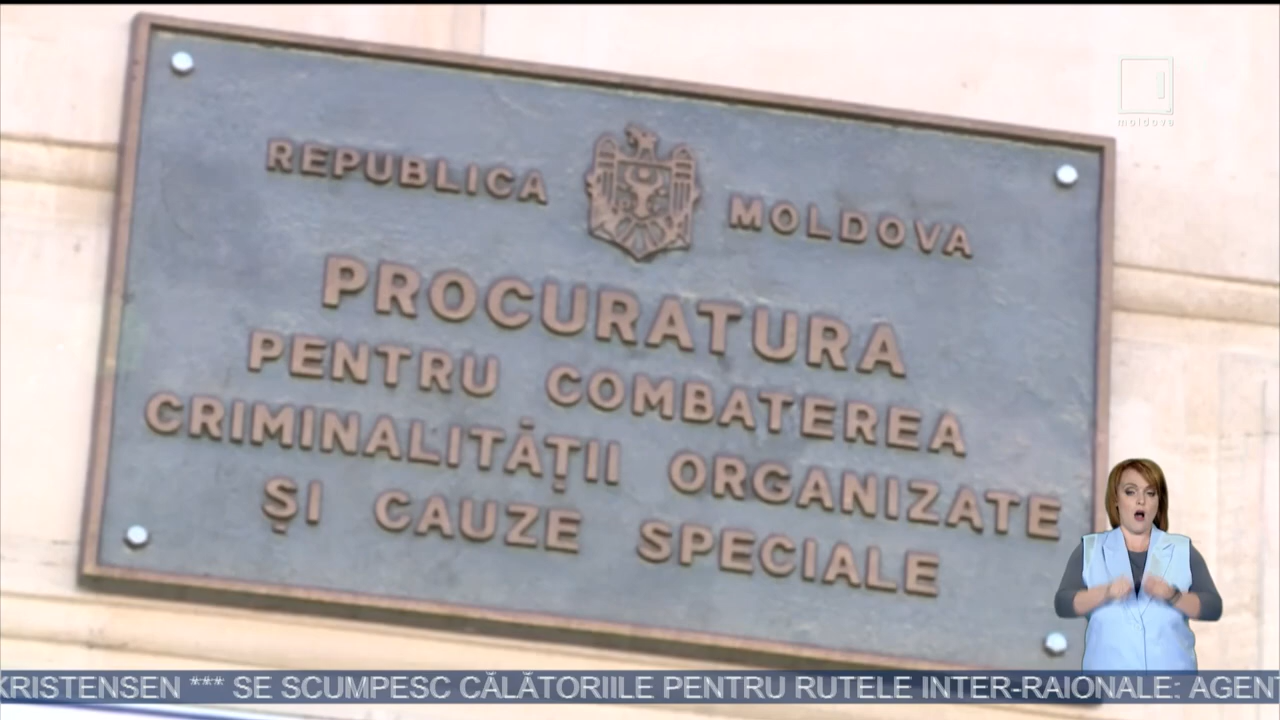 moldova
REPUBLICA MOLDOVA
PROCURATURA
PENTRU COMBATEREA
CRIMINALITĂȚII ORGANIZATE
ȘI CAUZE SPECIALE
KRISTENSEN *** SE SCUMPESC CĂLĂTORIILE PENTRU RUTELE INTER-RAIONALE: AGENT